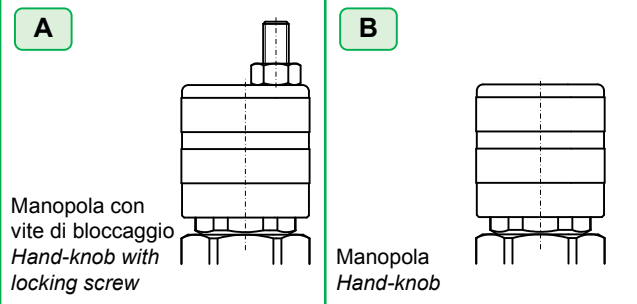 A
Manopola con
vite di bloccaggio
Hand-knob with
locking screw
B
Manopola
Hand-knob